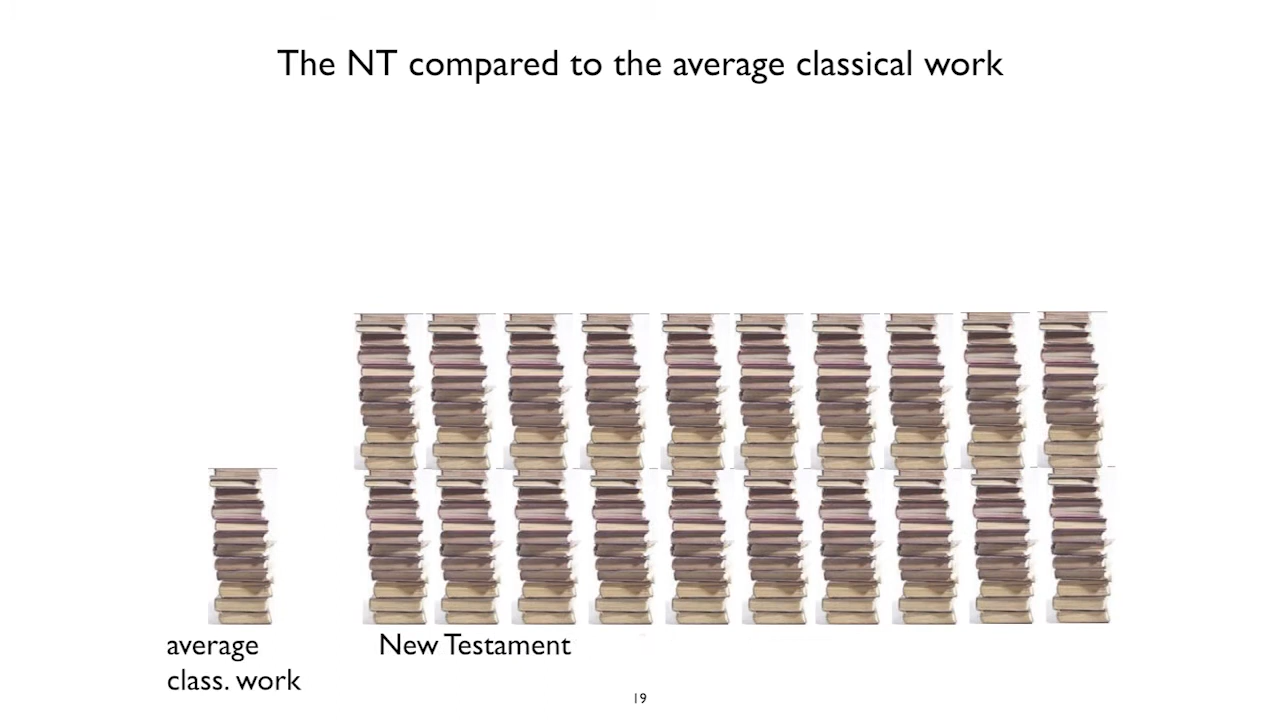 The NT compared to the average classical work
average
class. work
New Testament
19